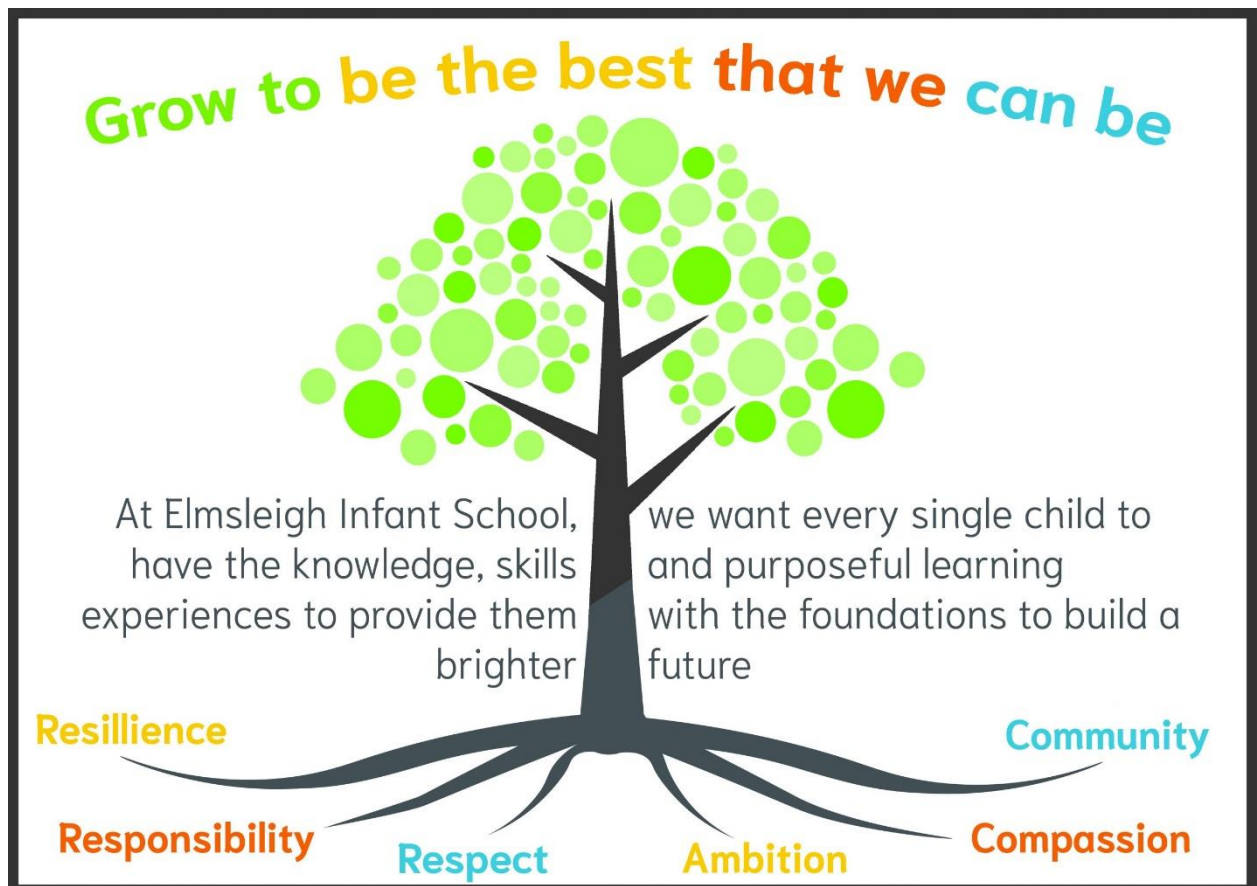 Grow to be the best that we can be
At Elmsleigh Infant School, we want every single child to
have the knowledge, skills and purposeful learning
experiences to provide them with the foundations to build a
brighter future
Resillience
Community
Responsibility
Respect
Ambition
Compassion